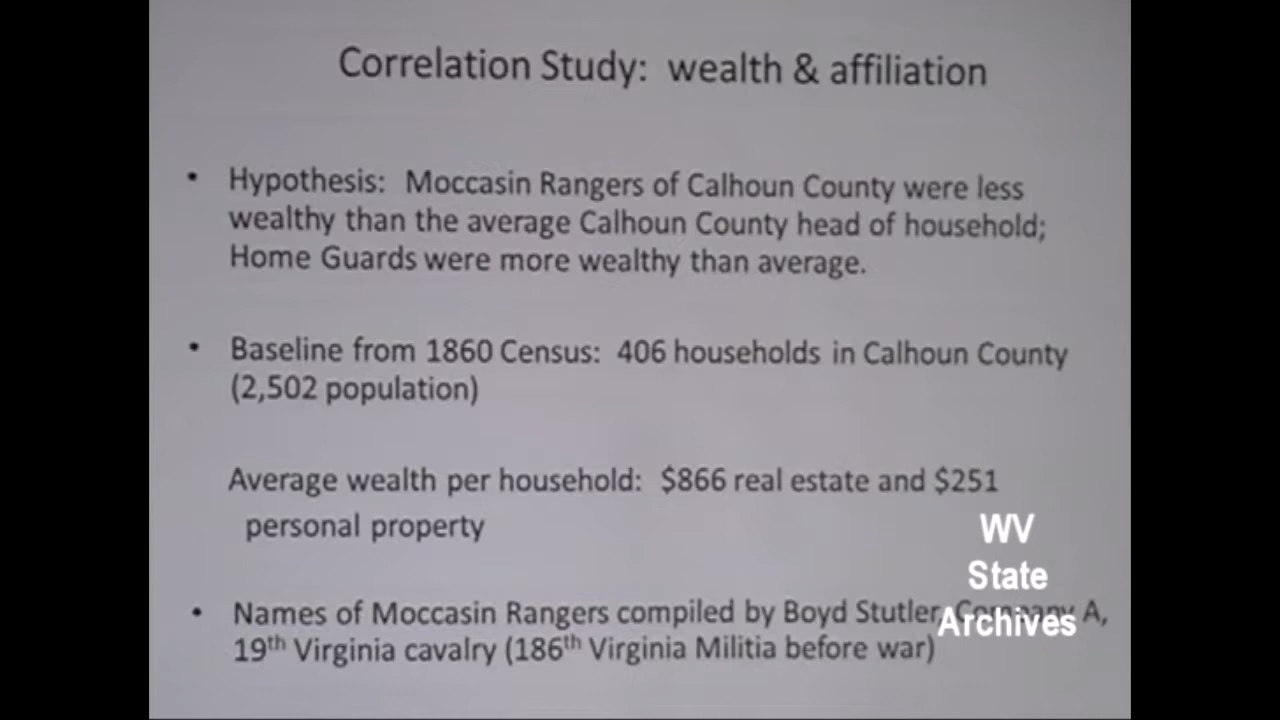 Correlation Study: wealth & affiliation
• Hypothesis: Moccasin Rangers of Calhoun County were less
wealthy than the average Calhoun County head of household;
Home Guards were more wealthy than average.
• Baseline from 1860 Census: 406 households in Calhoun County
(2,502 population)
Average wealth per household: $866 real estate and $251
personal property
• Names of Moccasin Rangers compiled by Boyd Stutler, Company A,
19th Virginia cavalry (186th Virginia Militia before war)
WV
State
Archives